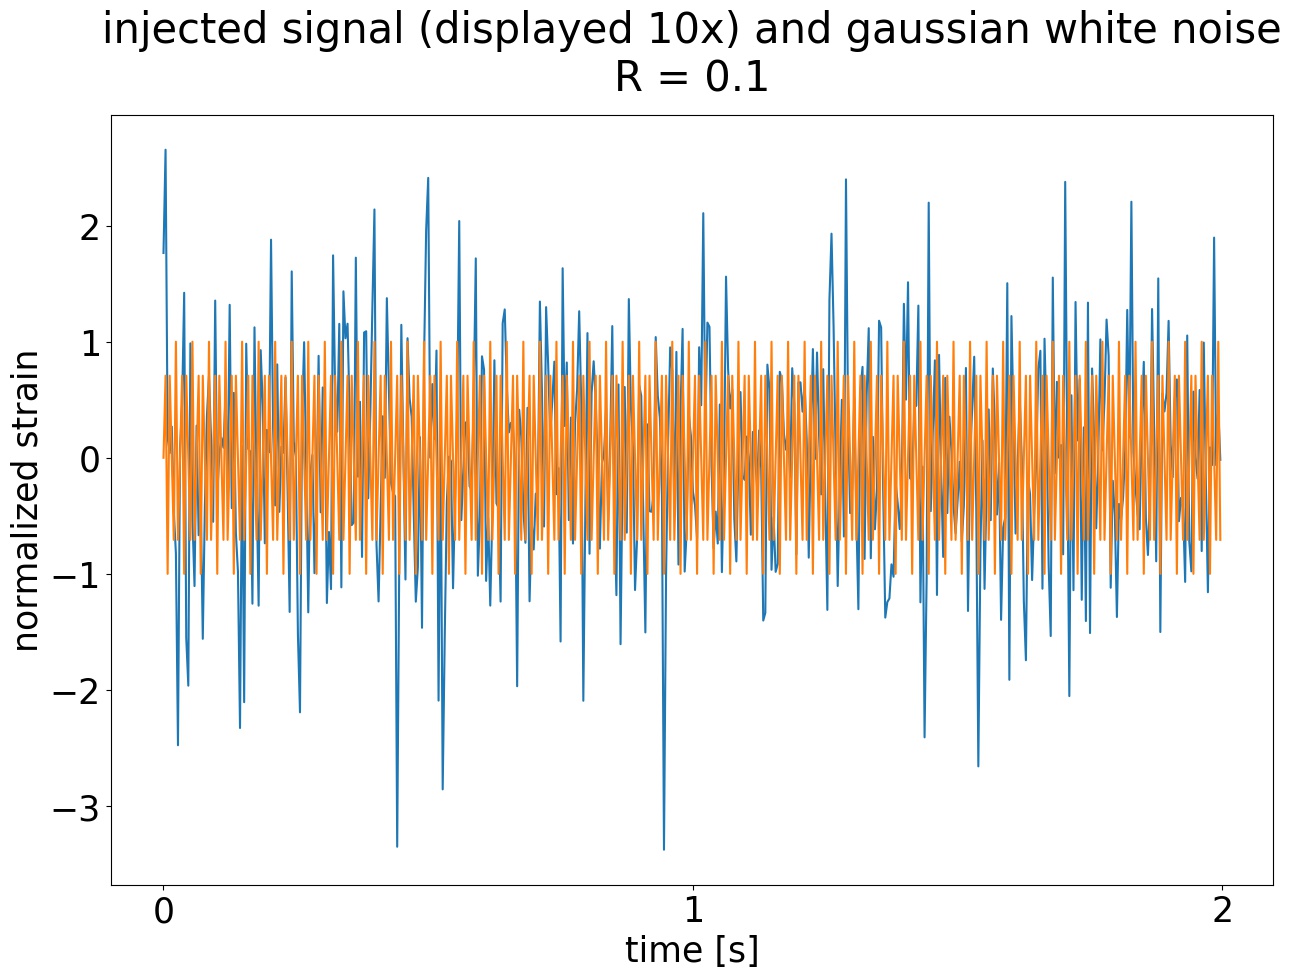 injected signal (displayed 10x) and gaussian white noise
R = 0.1
normalized strain
2
1
0
−1
−2
−3
0
1
2
time [s]